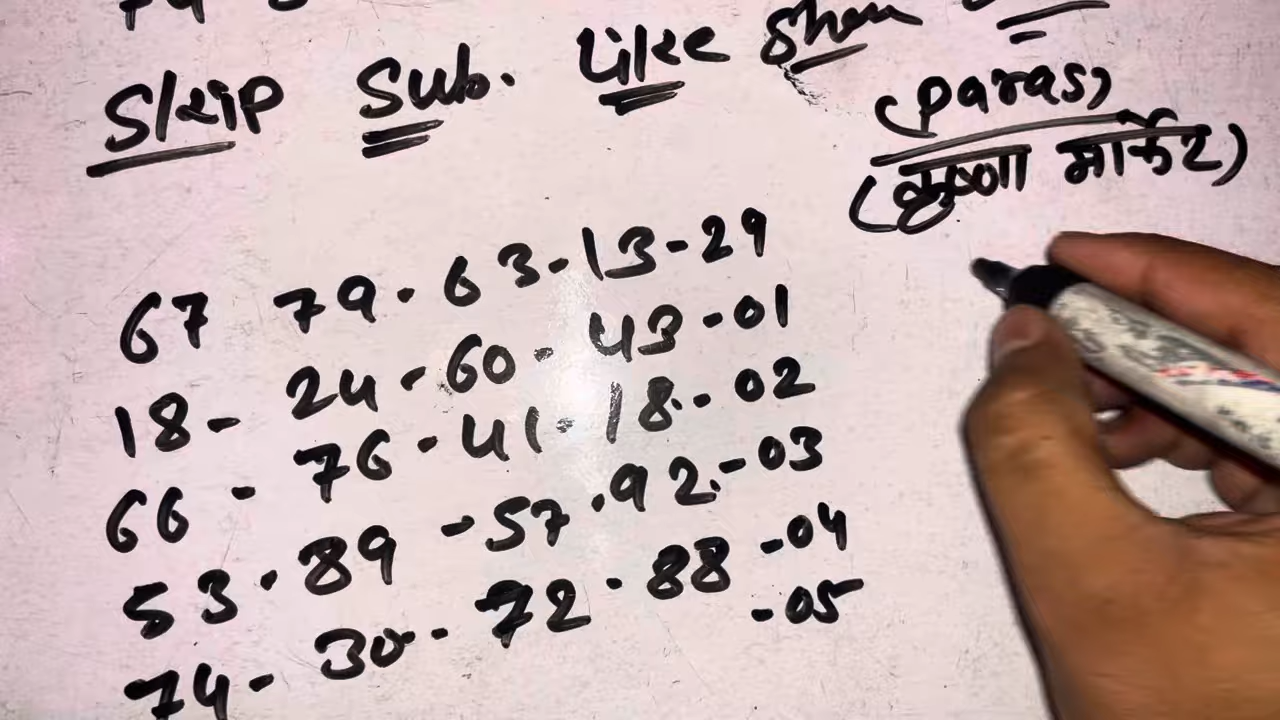 Skip Sub. Like Share
(Paras)
(कृष्णा मार्केट)
67 79 . 63 - 13 - 29
18 - 24 - 60 - 43 - 01
66 - 76 - 41 - 18 - 02
53 . 89 - 57 . 92 - 03
74 - 30 - 72 . 88 - 04
- 05